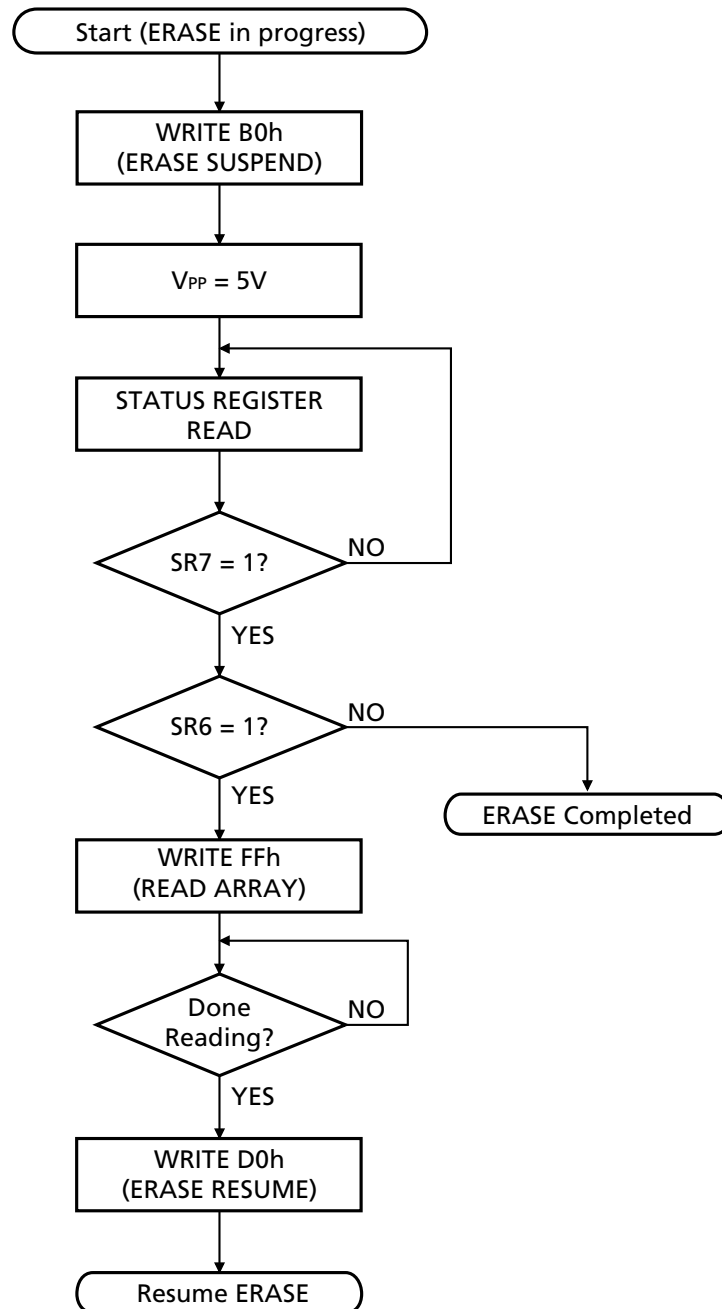 Start (ERASE in progress)
WRITE B0h
(ERASE SUSPEND)
VPP = 5V
STATUS REGISTER
READ
SR7 = 1?
NO
YES
SR6 = 1?
NO
YES
ERASE Completed
WRITE FFh
(READ ARRAY)
Done
Reading?
NO
YES
WRITE D0h
(ERASE RESUME)
Resume ERASE